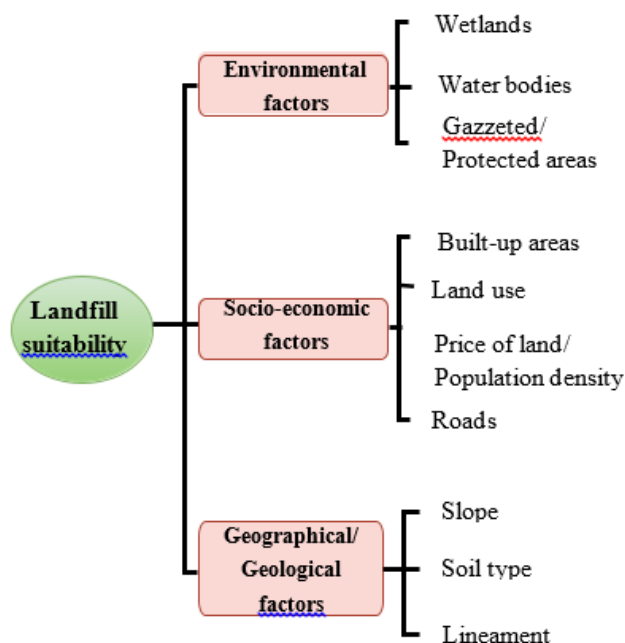 Landfill
suitability
Environmental
factors
Wetlands
Water bodies
Gazzeted/
Protected areas
Socio-economic
factors
Built-up areas
Land use
Price of land/
Population density
Roads
Geographical/
Geological
factors
Slope
Soil type
Lineament